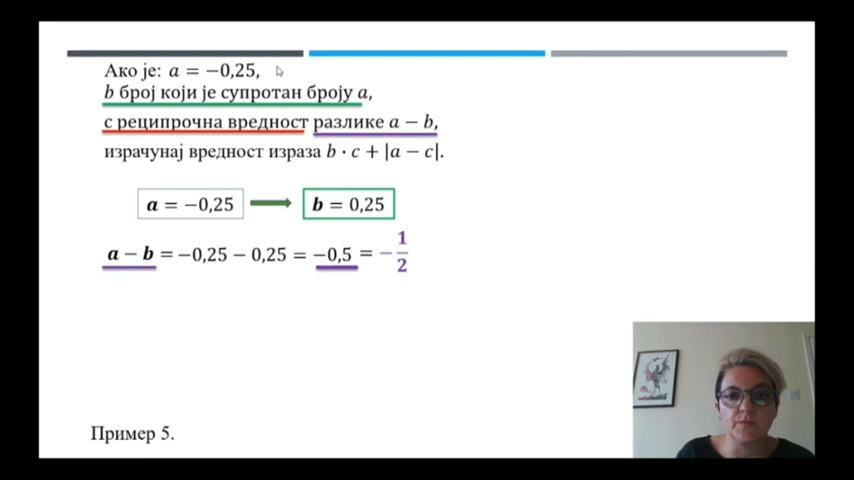 Ако је: a = −0,25,
b број који је супротан броју a,
c реципрочна вредност разлике a − b,
израчунај вредност израза b · c + |a − c|.
a = −0,25 b = 0,25
a − b = −0,25 − 0,25 = −0,5 = −1/2
Пример 5.